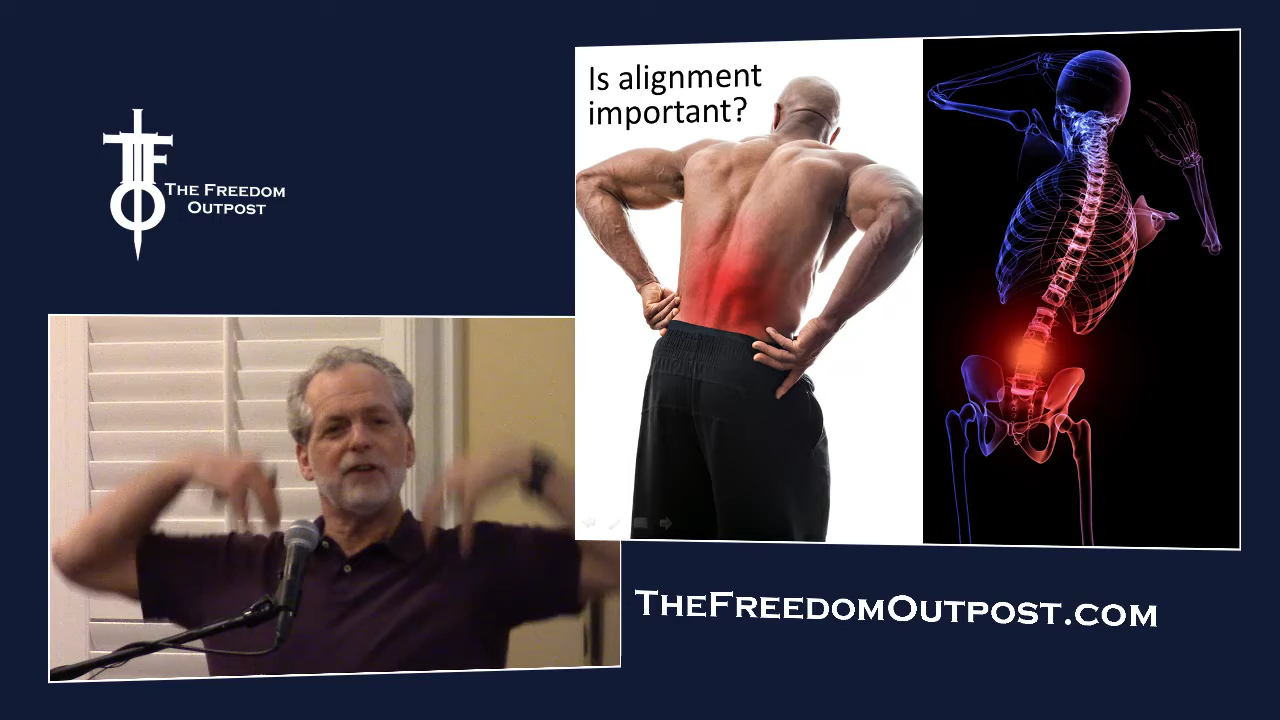 The Freedom
Outpost
Is alignment
important?
TheFreedomOutpost.com